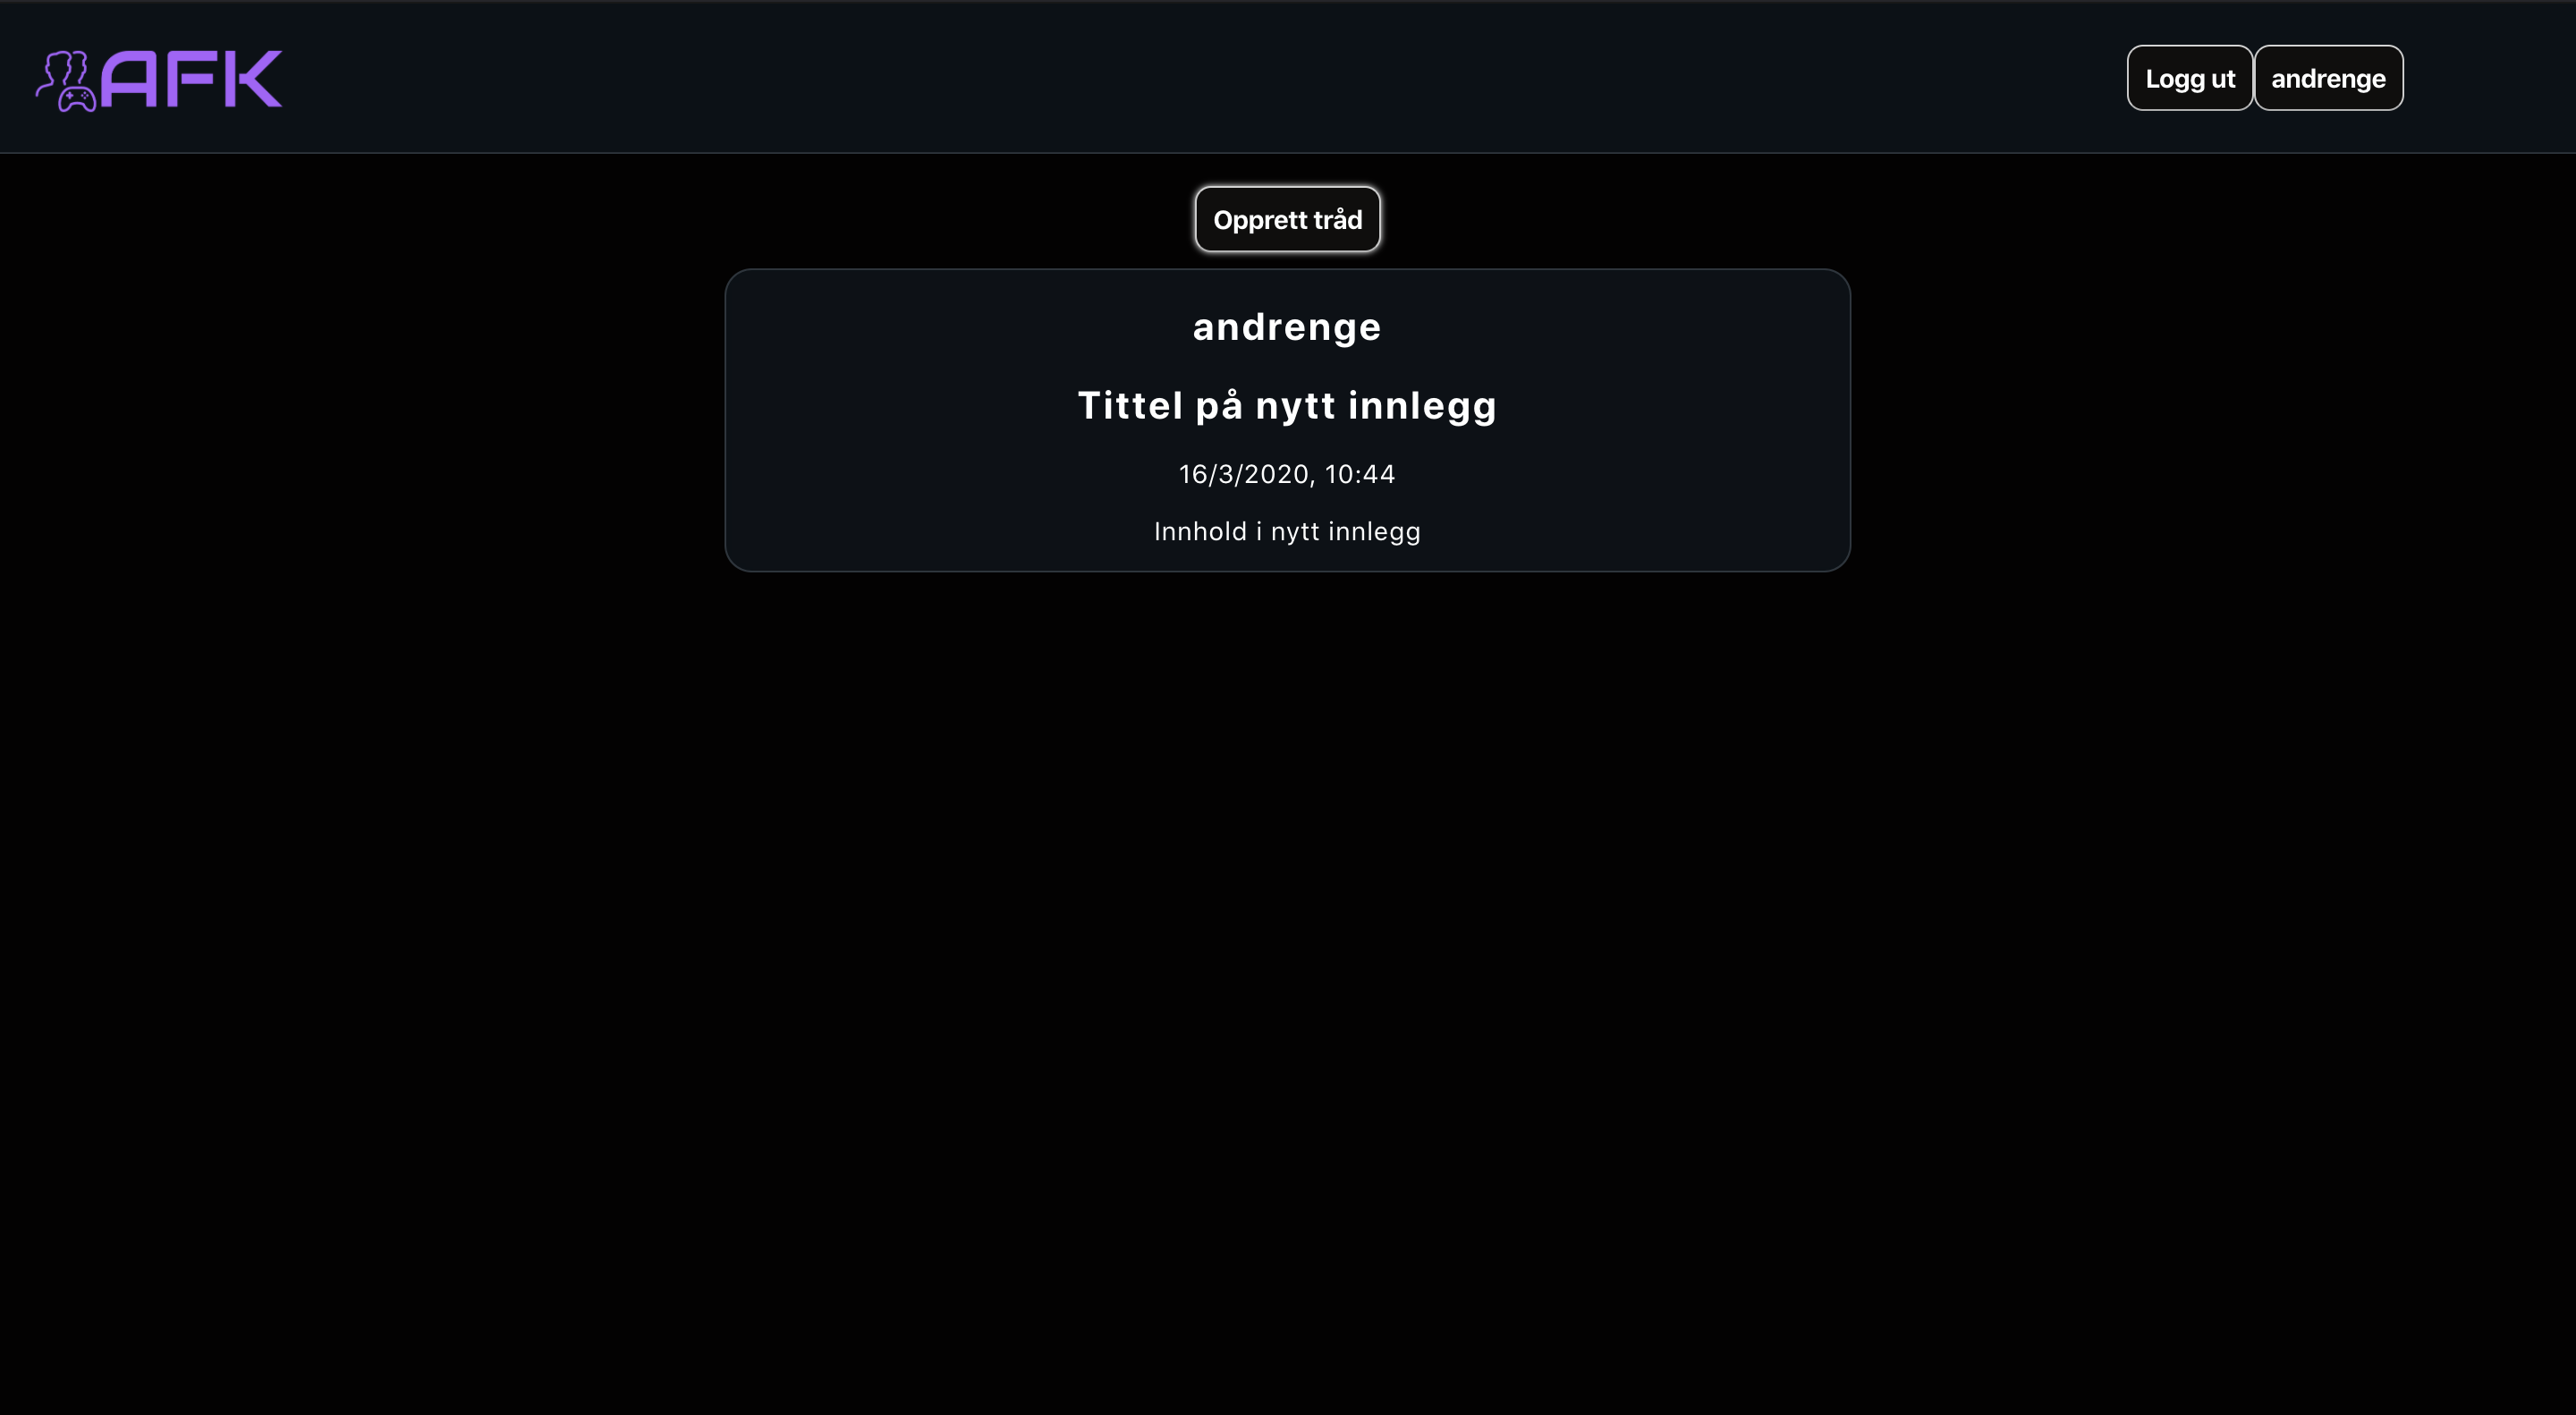 AFK
Logg ut
andrenge
Opprett tråd
andrenge
Tittel på nytt innlegg
16/3/2020, 10:44
Innhold i nytt innlegg